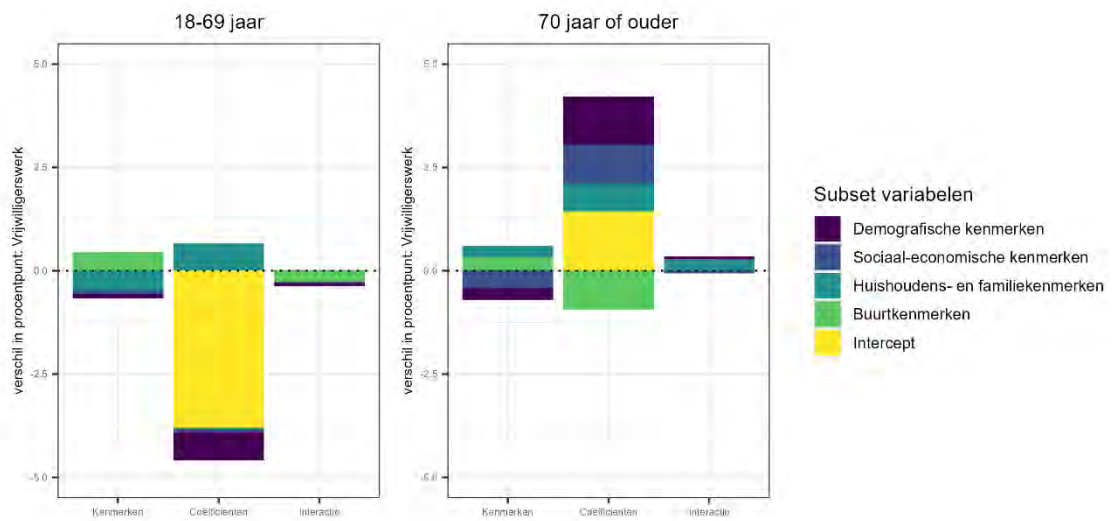 18-69 jaar
70 jaar of ouder
verschil in procentpunt: Vrijwilligerswerk
5.0
2.5
0.0
-2.5
-5.0
Kenmerken
Coëfficienten
Interactie
verschil in procentpunt: Vrijwilligerswerk
5.0
2.5
0.0
-2.5
-5.0
Kenmerken
Coëfficienten
Interactie
Subset variabelen
Demografische kenmerken
Sociaal-economische kenmerken
Huishoudens- en familiekenmerken
Buurtkenmerken
Intercept